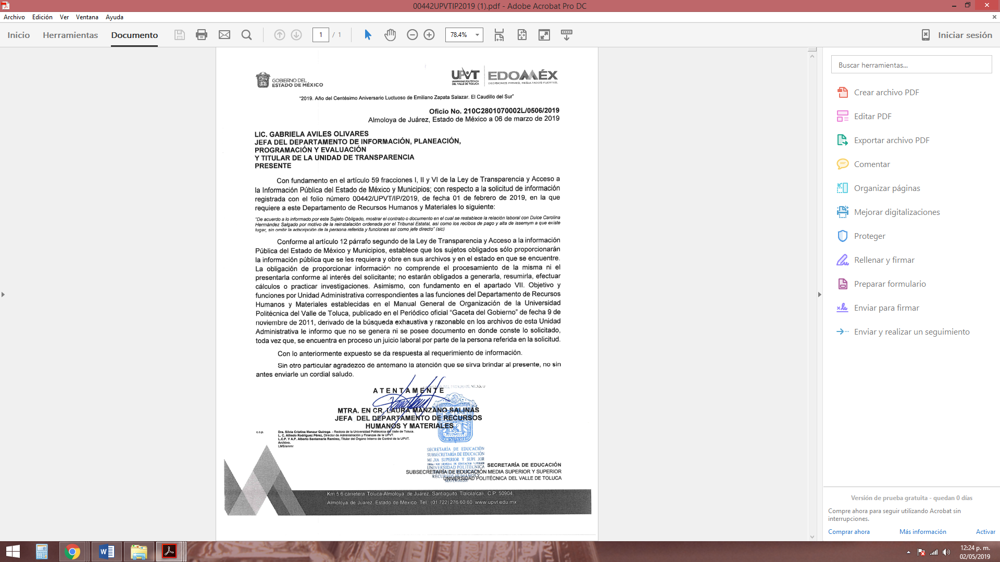 00442UPVTIP2019 (1).pdf - Adobe Acrobat Pro DC
Archivo Edición Ver Ventana Ayuda
Inicio Herramientas Documento 1 / 1 78.4% Iniciar sesión
GOBIERNO DEL
ESTADO DE MÉXICO
UPVT
UNIVERSIDAD POLITÉCNICA
DEL VALLE DE TOLUCA
EDOMÉX
DECISIONES FIRMES, RESULTADOS FUERTES.
"2019. Año del Centésimo Aniversario Luctuoso de Emiliano Zapata Salazar. El Caudillo del Sur"
Oficio No. 210C2801070002L/0506/2019
Almoloya de Juárez, Estado de México a 06 de marzo de 2019
LIC. GABRIELA AVILES OLIVARES
JEFA DEL DEPARTAMENTO DE INFORMACIÓN, PLANEACIÓN,
PROGRAMACIÓN Y EVALUACIÓN
Y TITULAR DE LA UNIDAD DE TRANSPARENCIA
PRESENTE
Con fundamento en el artículo 59 fracciones I, II y VI de la Ley de Transparencia y Acceso a
la Información Pública del Estado de México y Municipios; con respecto a la solicitud de información
registrada con el folio número 00442/UPVT/IP/2019, de fecha 01 de febrero de 2019, en la que
requiere a este Departamento de Recursos Humanos y Materiales lo siguiente:
"De acuerdo a lo informado por este Sujeto Obligado, mostrar el contrato o documento en el cual se restablece la relación laboral con Dulce Carolina
Hernández Salgado por motivo de la reinstalación ordenada por el Tribunal Estatal, así como los recibos de pago y alta de issemym a que existe
lugar, sin omitir la adscripción de la persona referida y funciones así como jefe directo" (sic)
Conforme al artículo 12 párrafo segundo de la Ley de Transparencia y Acceso a la información
Pública del Estado de México y Municipios, establece que los sujetos obligados sólo proporcionarán
la información pública que se les requiera y obre en sus archivos y en el estado en que se encuentre.
La obligación de proporcionar información no comprende el procesamiento de la misma ni el
presentarla conforme al interés del solicitante; no estarán obligados a generarla, resumirla, efectuar
cálculos o practicar investigaciones. Asimismo, con fundamento en el apartado VII. Objetivo y
funciones por Unidad Administrativa correspondientes a las funciones del Departamento de Recursos
Humanos y Materiales establecidas en el Manual General de Organización de la Universidad
Politécnica del Valle de Toluca, publicado en el Periódico oficial "Gaceta del Gobierno" de fecha 9 de
noviembre de 2011, derivado de la búsqueda exhaustiva y razonable en los archivos de esta Unidad
Administrativa le informo que no se genera ni se posee documento en donde conste lo solicitado,
toda vez que, se encuentra en proceso un juicio laboral por parte de la persona referida en la solicitud.
Con lo anteriormente expuesto se da respuesta al requerimiento de información.
Sin otro particular agradezco de antemano la atención que se sirva brindar al presente, no sin
antes enviarle un cordial saludo.
ATENTAMENTE
MTRA. EN CR. LAURA MANZANO SALINAS
JEFA DEL DEPARTAMENTO DE RECURSOS
HUMANOS Y MATERIALES
c.c.p. Dra. Silvia Cristina Manzur Quiroga. - Rectora de la Universidad Politécnica del Valle de Toluca.
L. C. Alfredo Rodríguez Pérez, Director de Administración y Finanzas de la UPVT.
L.C.P. Y A.P. Alberto Santamaría Ramírez, Titular del Órgano Interno de Control de la UPVT.
Archivo.
LMS/ammr
SECRETARÍA DE EDUCACIÓN
SUBSECRETARÍA DE EDUCACIÓN
MEDIA SUPERIOR Y SUPERIOR
DIRECCIÓN GENERAL DE EDUCACIÓN SUPERIOR
UNIVERSIDAD POLITÉCNICA
RECURSOS HUMANOS Y
MATERIALES
SECRETARÍA DE EDUCACIÓN
SUBSECRETARÍA DE EDUCACIÓN MEDIA SUPERIOR Y SUPERIOR
UNIVERSIDAD POLITÉCNICA DEL VALLE DE TOLUCA
Km 5.6 carretera Toluca-Almoloya de Juárez, Santiaguito Tlalcilalcali, C.P. 50904,
Almoloya de Juárez, Estado de México. Tel.: (01 722) 276 60 60. www.upvt.edu.mx
Buscar herramientas...
Crear archivo PDF
Editar PDF
Exportar archivo PDF
Comentar
Organizar páginas
Mejorar digitalizaciones
Proteger
Rellenar y firmar
Preparar formulario
Enviar para firmar
Enviar y realizar un seguimiento
Versión de prueba gratuita - quedan 0 días
Compre ahora para seguir utilizando Acrobat sin
interrupciones.
Comprar ahora Más información Activar
12:24 p. m.
02/05/2019